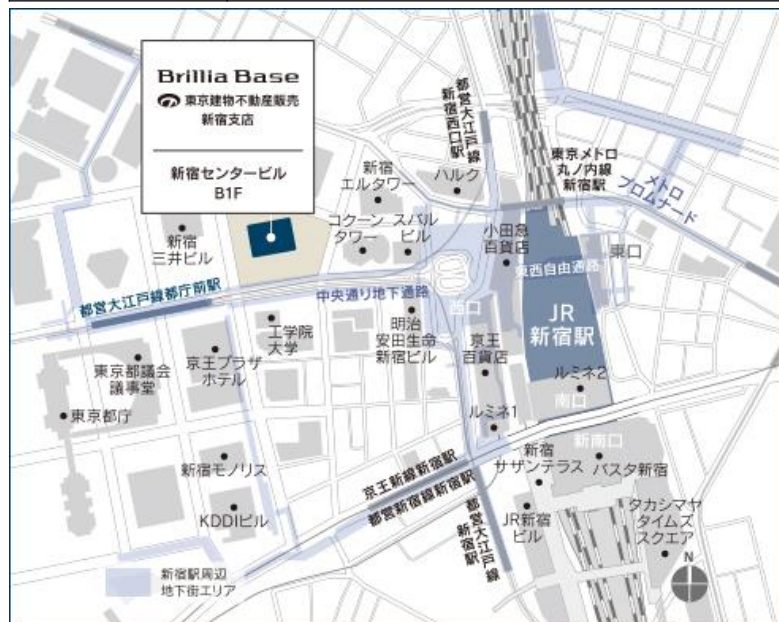 Brillia Base
東京建物不動産販売
新宿支店
新宿センタービル
B1F
都営大江戸線
新宿西口駅
東京メトロ
丸ノ内線
新宿駅
メトロ
プロムナード
新宿
エルタワー
ハルク
新宿
三井ビル
コクーン
タワー
スバル
ビル
小田急
百貨店
東口
東西自由通路
都営大江戸線都庁前駅
中央通り地下通路
西口
JR
新宿駅
工学院
大学
明治
安田生命
新宿ビル
京王
百貨店
東京都議会
議事堂
京王プラザ
ホテル
ルミネ2
南口
東京都庁
ルミネ1
新南口
新宿モノリス
京王新線新宿駅
都営新宿線新宿駅
新宿
サザンテラス
バスタ新宿
KDDIビル
都営大江戸線
新宿駅
JR新宿
ビル
タカシマヤ
タイムズ
スクエア
N
新宿駅周辺
地下街エリア